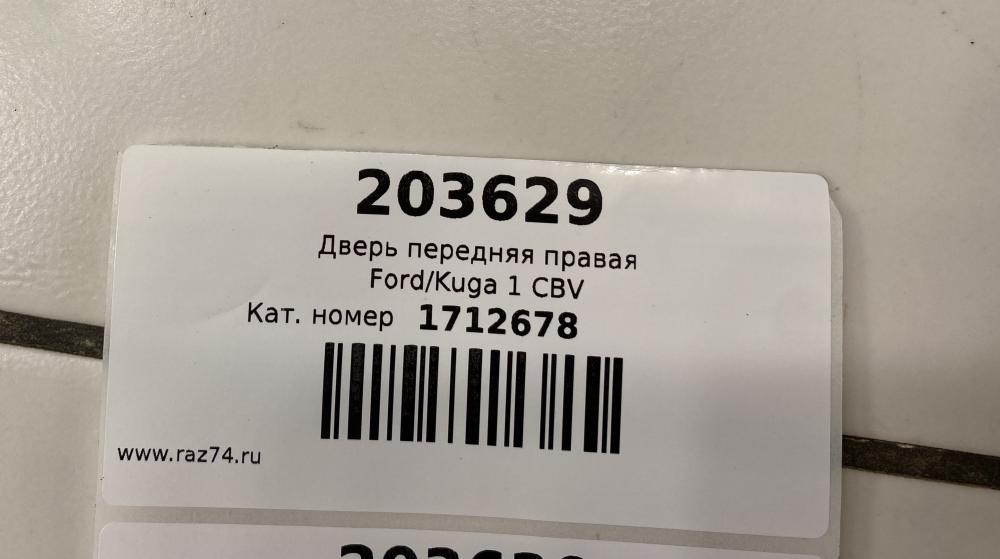 203629
Дверь передняя правая
Ford/Kuga 1 CBV
Кат. номер 1712678
www.raz74.ru